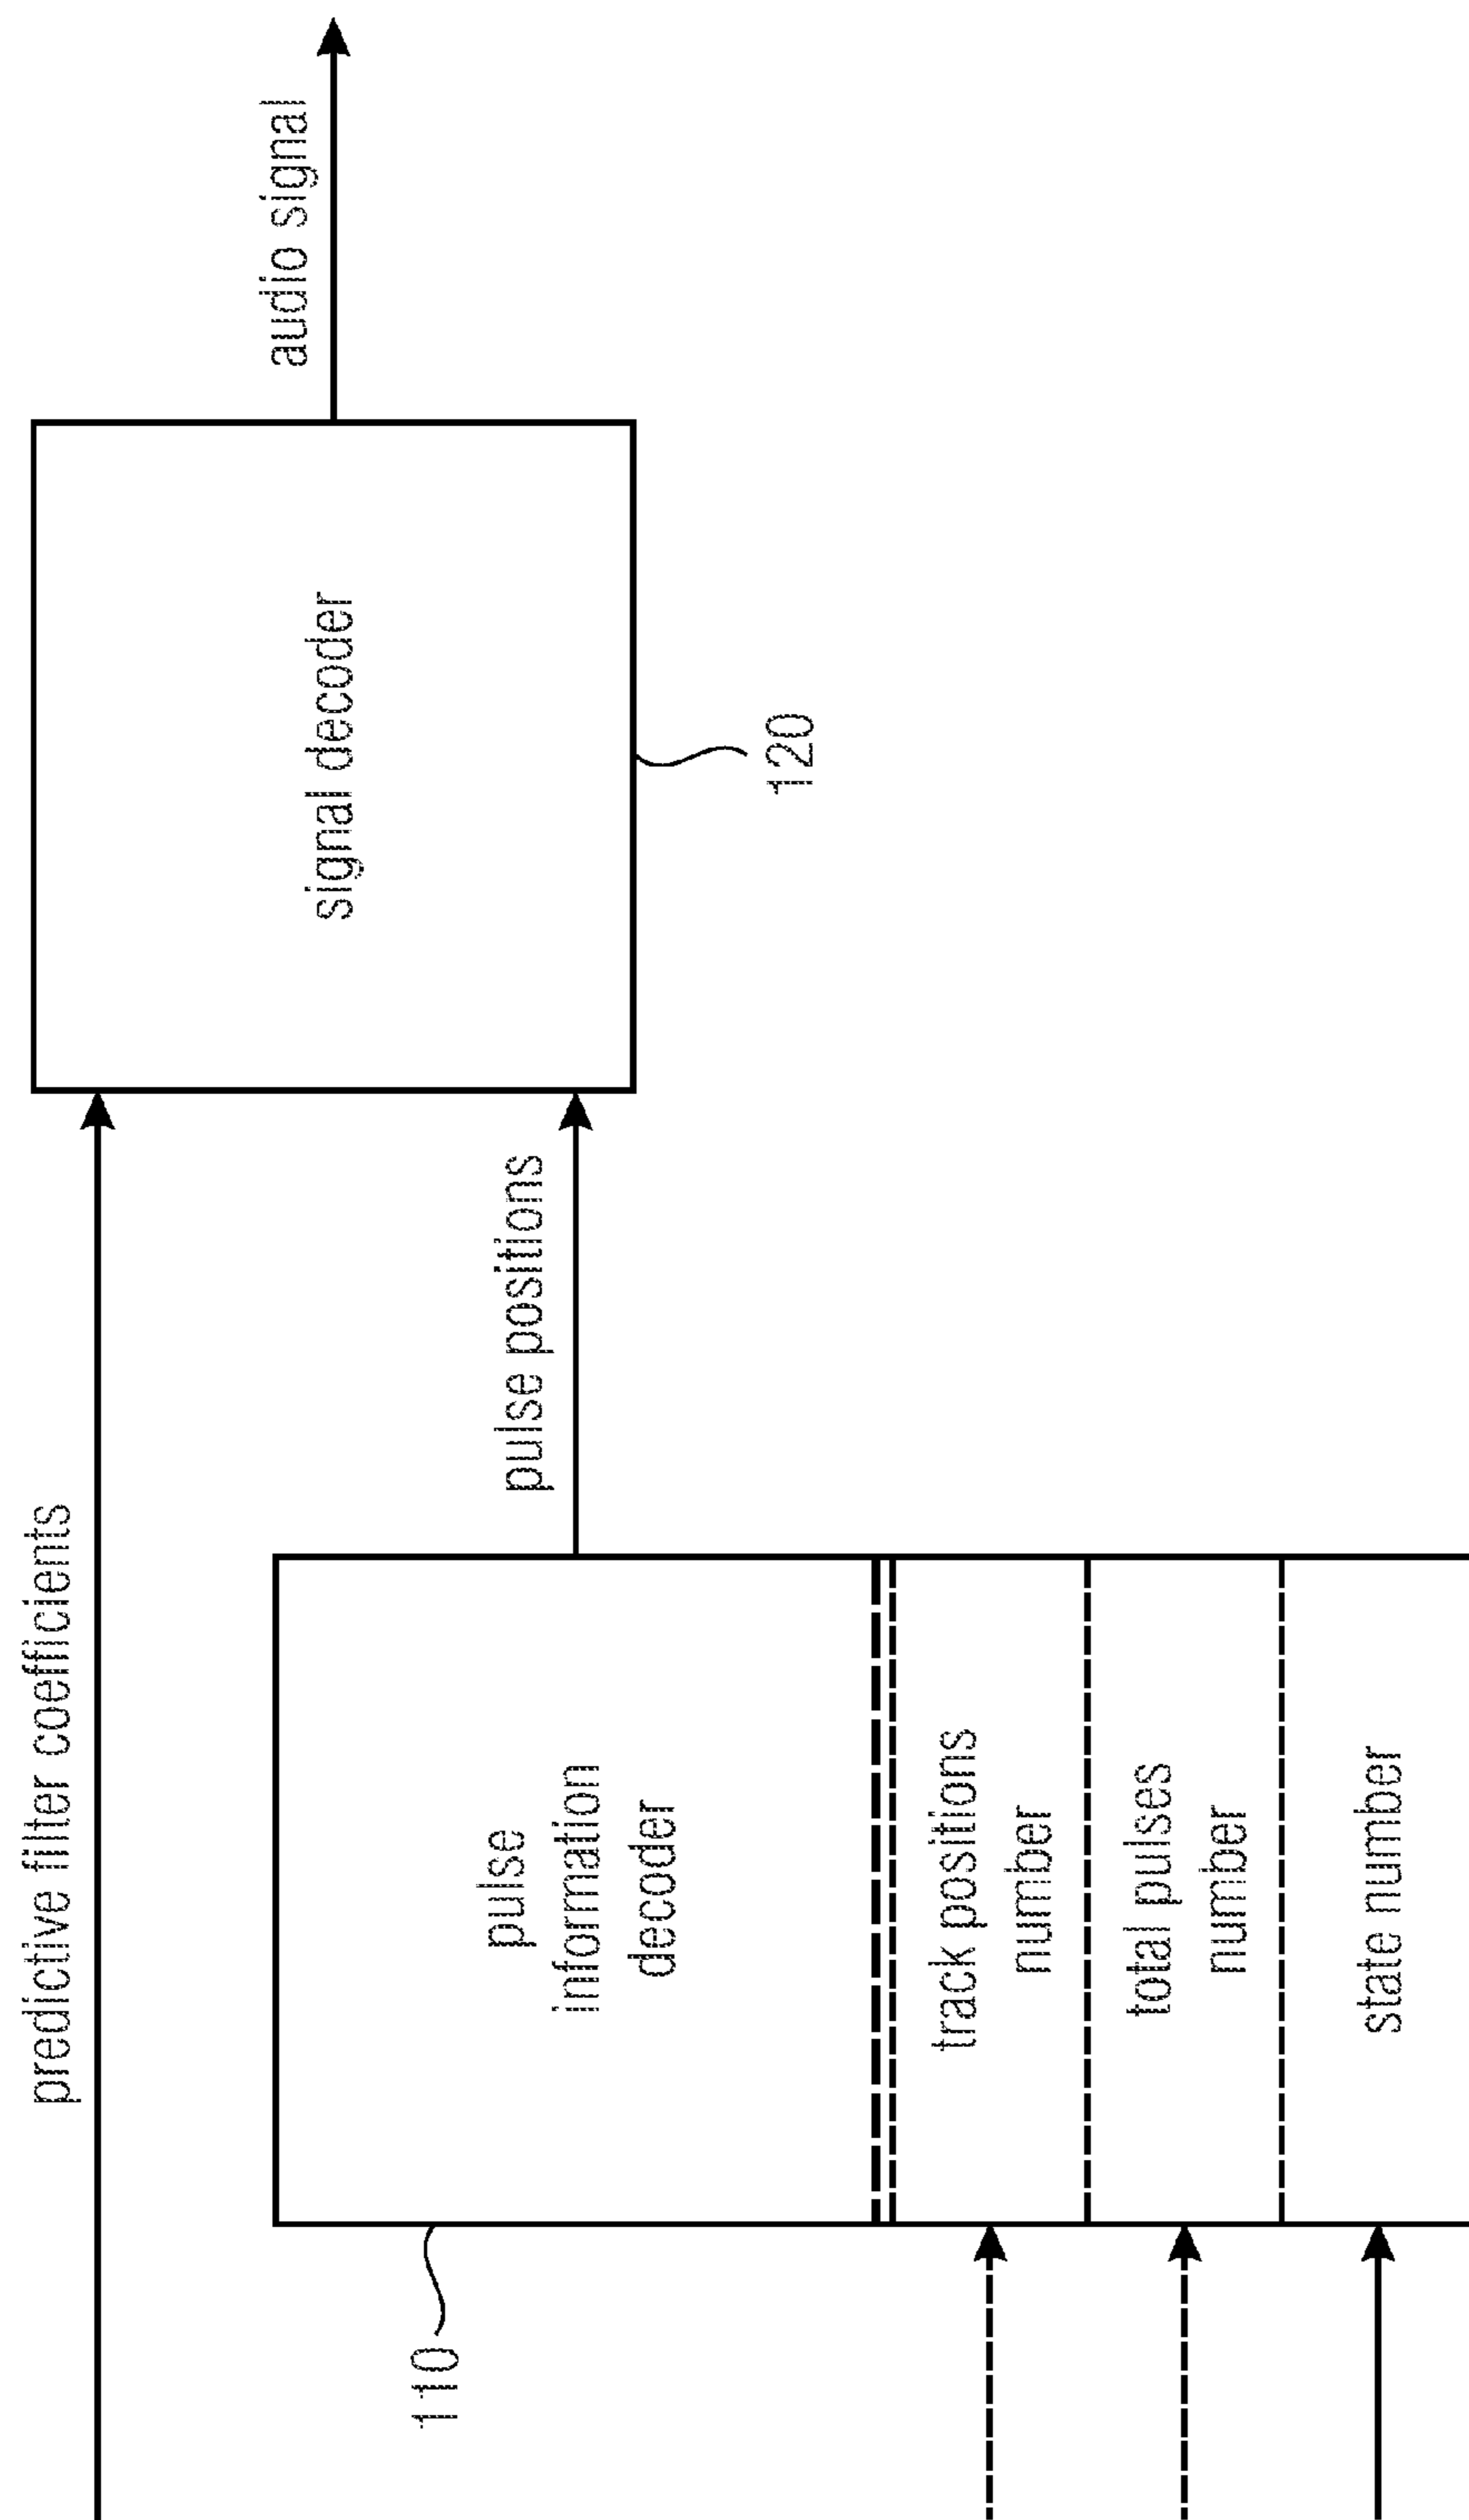 predictive filter coefficients
110
pulse
information
decoder
track positions
number
total pulses
number
state number
pulse positions
signal decoder
120
audio signal